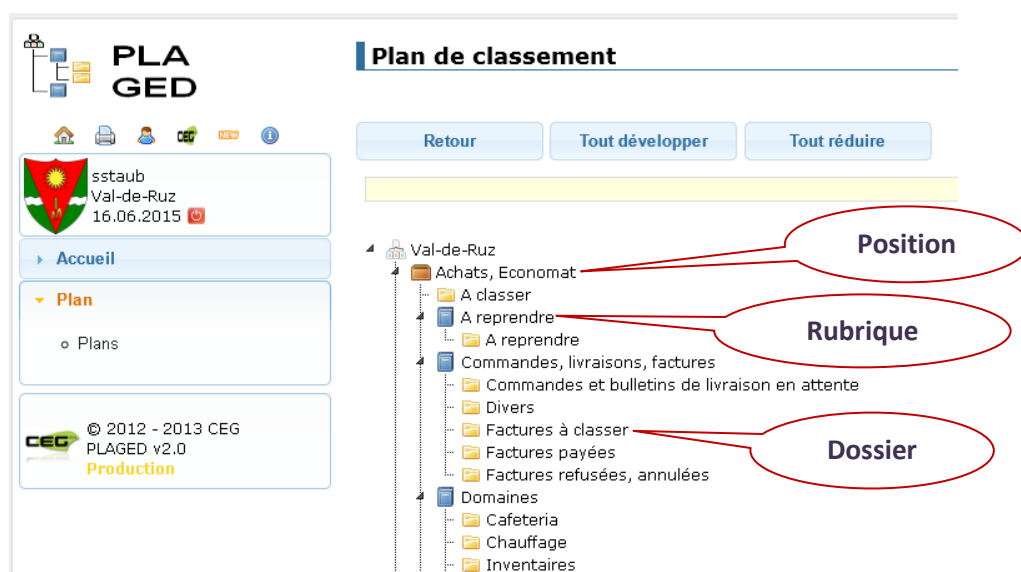 PLA
GED
CEG NEW
sstaub
Val-de-Ruz
16.06.2015
Accueil
Plan
Plans
CEG
© 2012 - 2013 CEG
PLAGED v2.0
Production
Plan de classement
Retour Tout développer Tout réduire
Val-de-Ruz
Achats, Economat
A classer
A reprendre
A reprendre
Commandes, livraisons, factures
Commandes et bulletins de livraison en attente
Divers
Factures à classer
Factures payées
Factures refusées, annulées
Domaines
Cafeteria
Chauffage
Inventaires
Position
Rubrique
Dossier